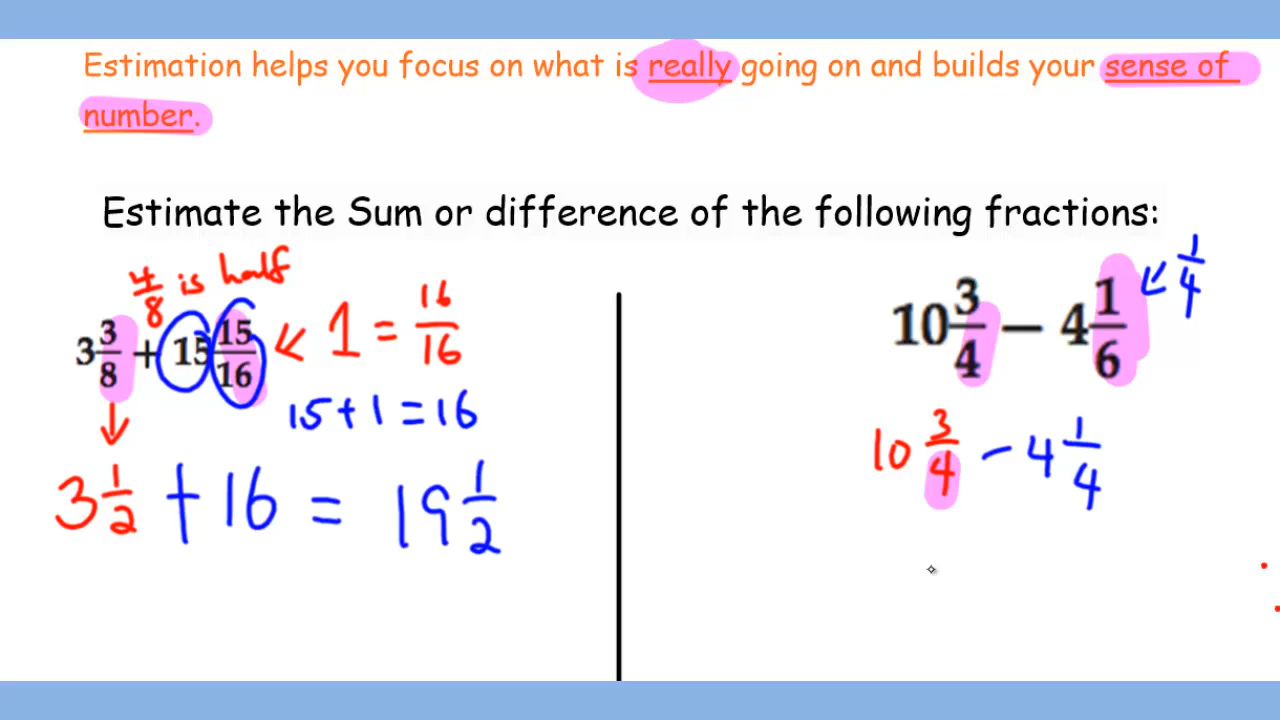 Estimation helps you focus on what is really going on and builds your sense of
number.
Estimate the Sum or difference of the following fractions:
4/8 is half
3 3/8 + 15 15/16 ← 1 = 16/16
15 + 1 = 16
3 1/2 + 16 = 19 1/2
10 3/4 − 4 1/6 ↙ 1/4
10 3/4 − 4 1/4